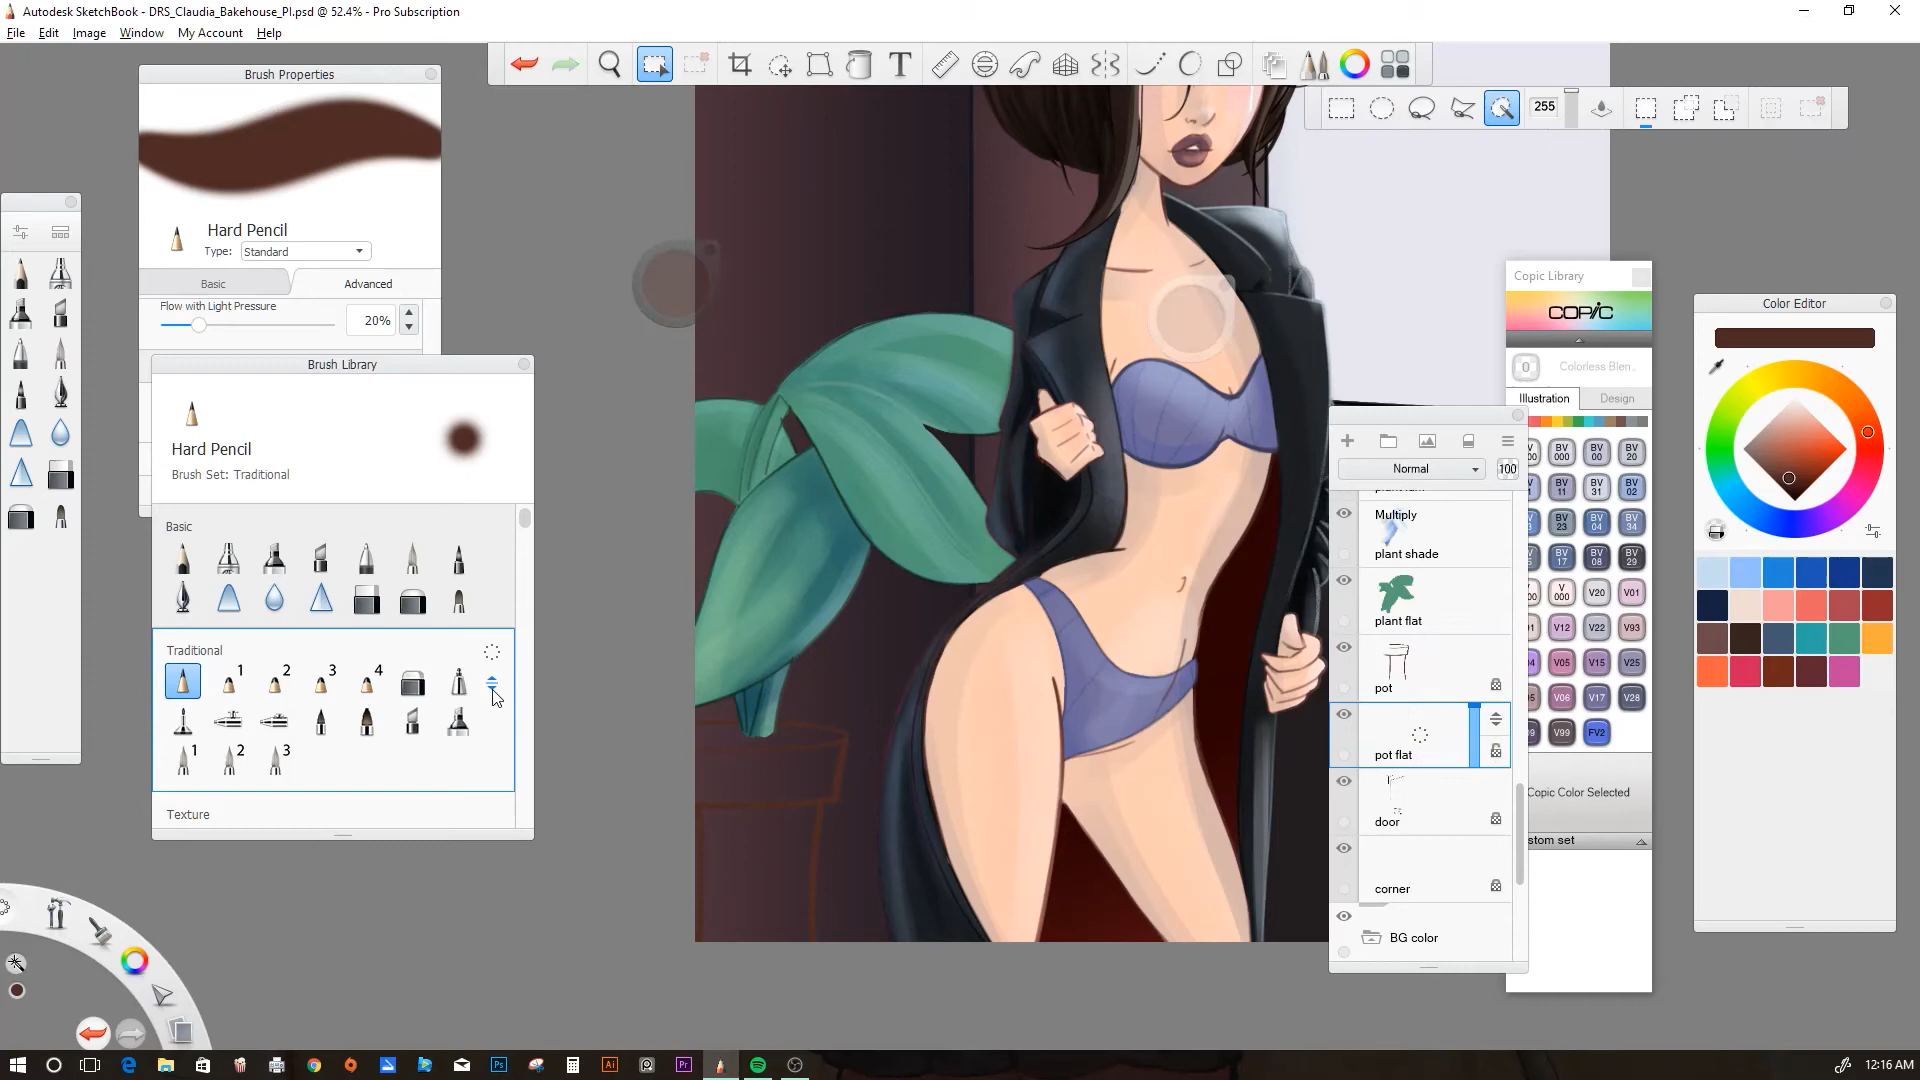 Autodesk SketchBook - DRS_Claudia_Bakehouse_PI.psd @ 52.4% - Pro Subscription
File Edit Image Window My Account Help
Brush Properties
Hard Pencil
Type: Standard
Basic Advanced
Flow with Light Pressure
20%
Brush Library
Hard Pencil
Brush Set: Traditional
Basic
Traditional
1 2 3 4
1 2 3
Texture
T
255
Normal 100
Multiply
plant shade
plant flat
pot
pot flat
door
corner
BG color
Copic Library
COPIC
0 Colorless Blen..
Illustration Design
BV 000 BV 00 BV 20
BV 11 BV 31 BV 02
BV 23 BV 04 BV 34
BV 17 BV 08 BV 29
V 000 V20 V01
V12 V22 V93
V05 V15 V25
V06 V17 V28
V99 FV2
Copic Color Selected
stom set
Color Editor
Ps Ai Pr
12:16 AM